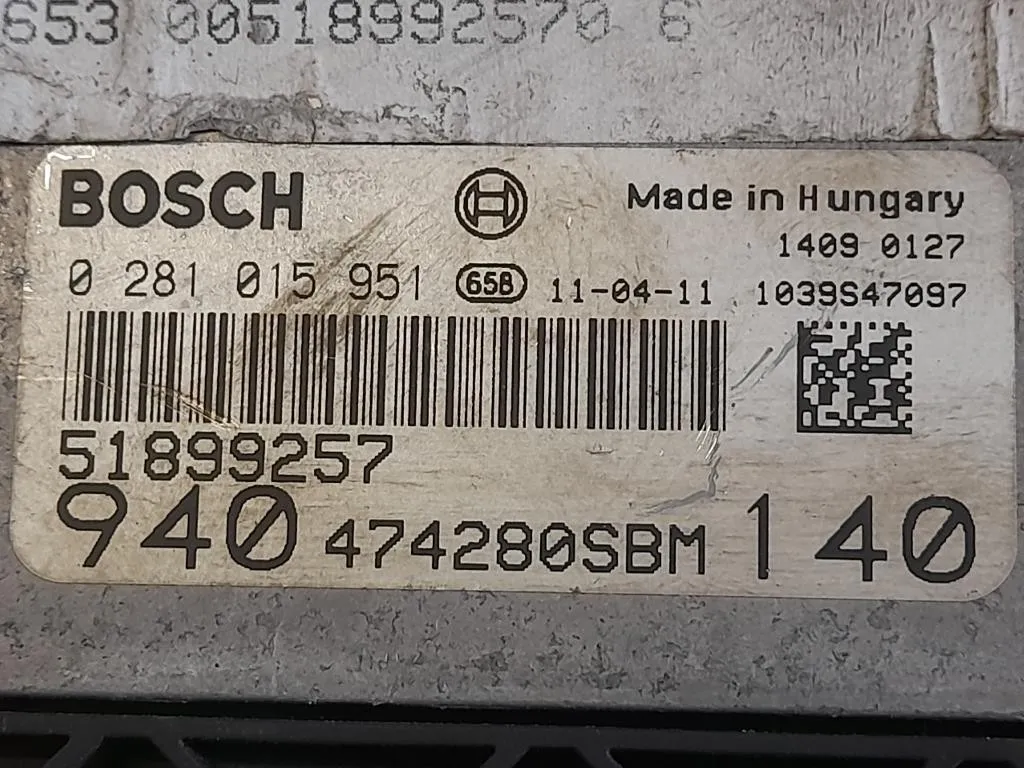 653 00518992570 6
BOSCH
Made in Hungary
1409 0127
0 281 015 951 65B 11-04-11 1039S47097
51899257
940 474280SBM 140